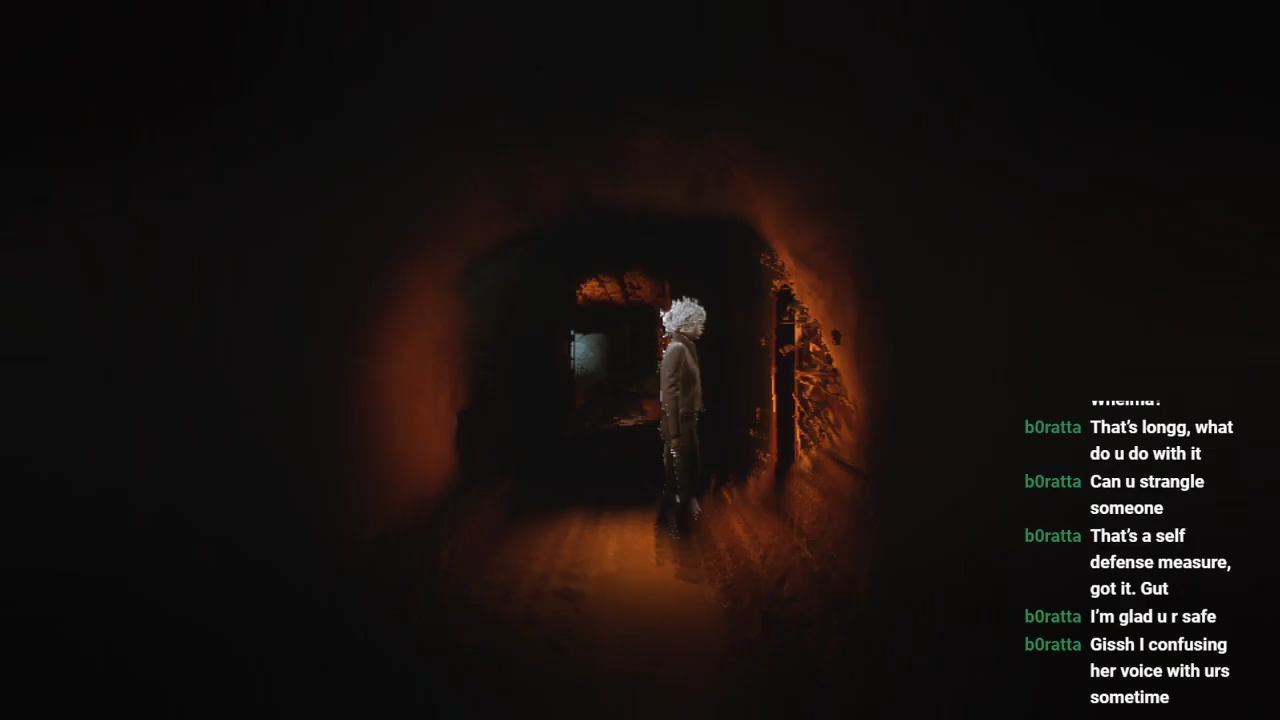 b0ratta That’s longg, what
do u do with it
b0ratta Can u strangle
someone
b0ratta That’s a self
defense measure,
got it. Gut
b0ratta I’m glad u r safe
b0ratta Gissh I confusing
her voice with urs
sometime